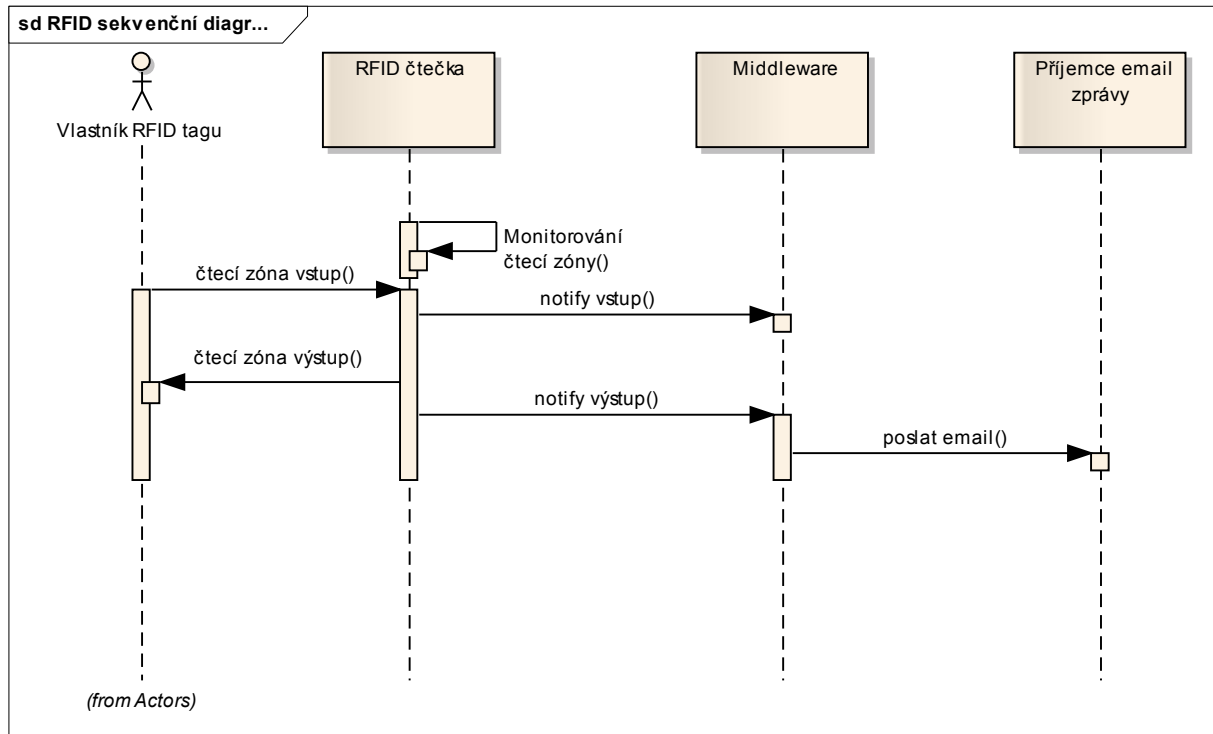 sd RFID sekvenční diagr...
Vlastník RFID tagu
RFID čtečka
Middleware
Příjemce email
zprávy
Monitorování
čtecí zóny()
čtecí zóna vstup()
notify vstup()
čtecí zóna výstup()
notify výstup()
poslat email()
(from Actors)